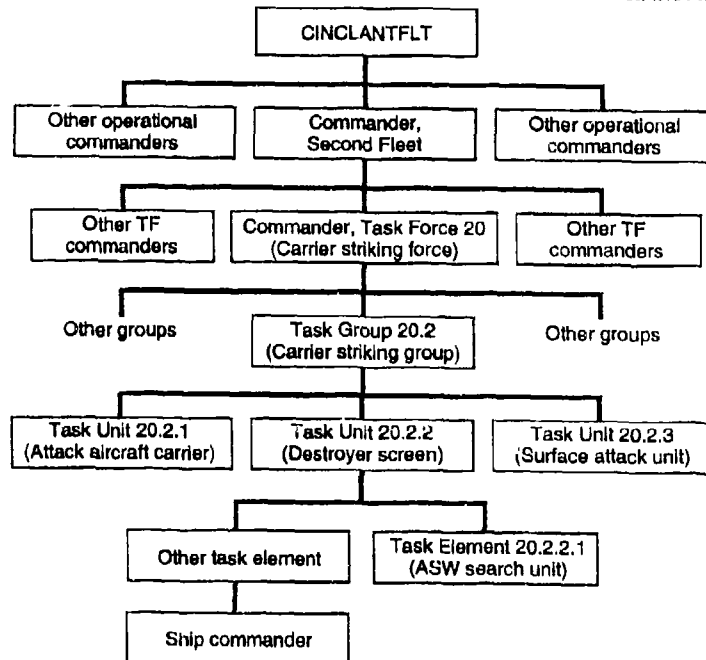 CINCLANTFLT
Other operational
commanders
Commander,
Second Fleet
Other operational
commanders
Other TF
commanders
Commander, Task Force 20
(Carrier striking force)
Other TF
commanders
Other groups
Task Group 20.2
(Carrier striking group)
Other groups
Task Unit 20.2.1
(Attack aircraft carrier)
Task Unit 20.2.2
(Destroyer screen)
Task Unit 20.2.3
(Surface attack unit)
Other task element
Task Element 20.2.2.1
(ASW search unit)
Ship commander